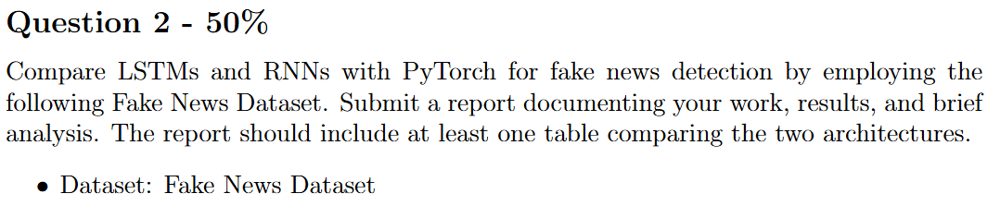 Question 2 - 50%
Compare LSTMs and RNNs with PyTorch for fake news detection by employing the
following Fake News Dataset. Submit a report documenting your work, results, and brief
analysis. The report should include at least one table comparing the two architectures.
• Dataset: Fake News Dataset